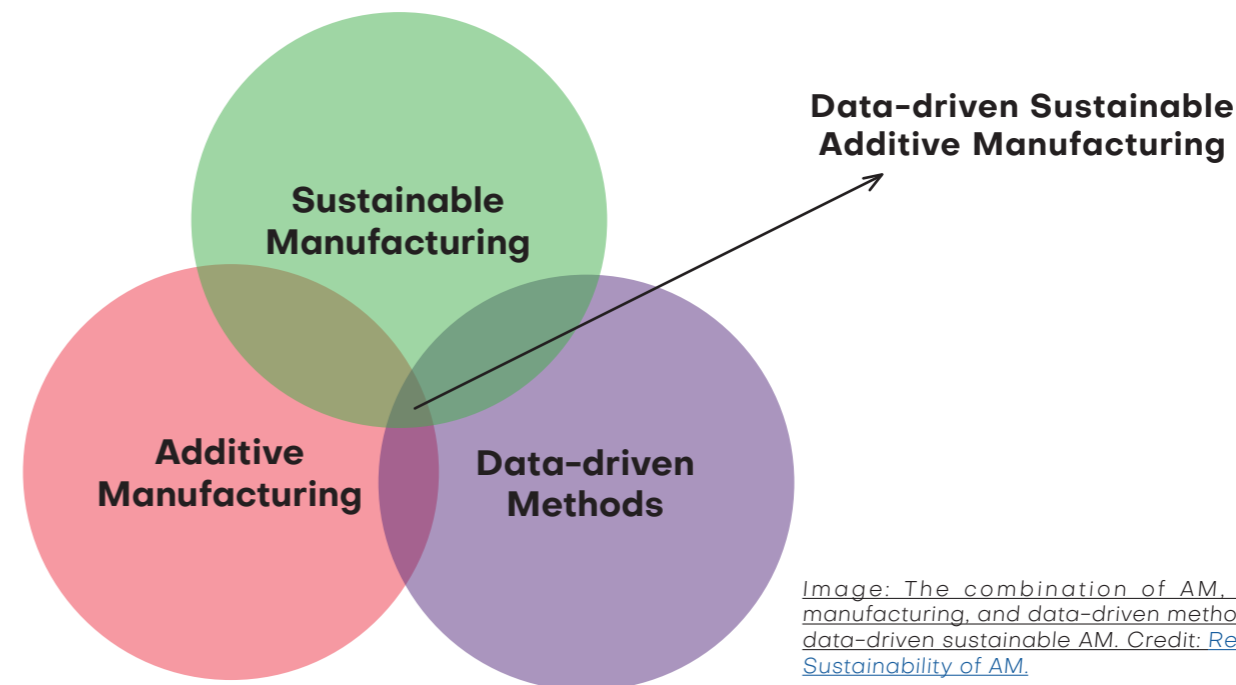 Data-driven Sustainable
Additive Manufacturing
Sustainable
Manufacturing
Additive
Manufacturing
Data-driven
Methods
Image: The combination of AM,
manufacturing, and data-driven
data-driven sustainable AM. Credit:
Sustainability of AM.